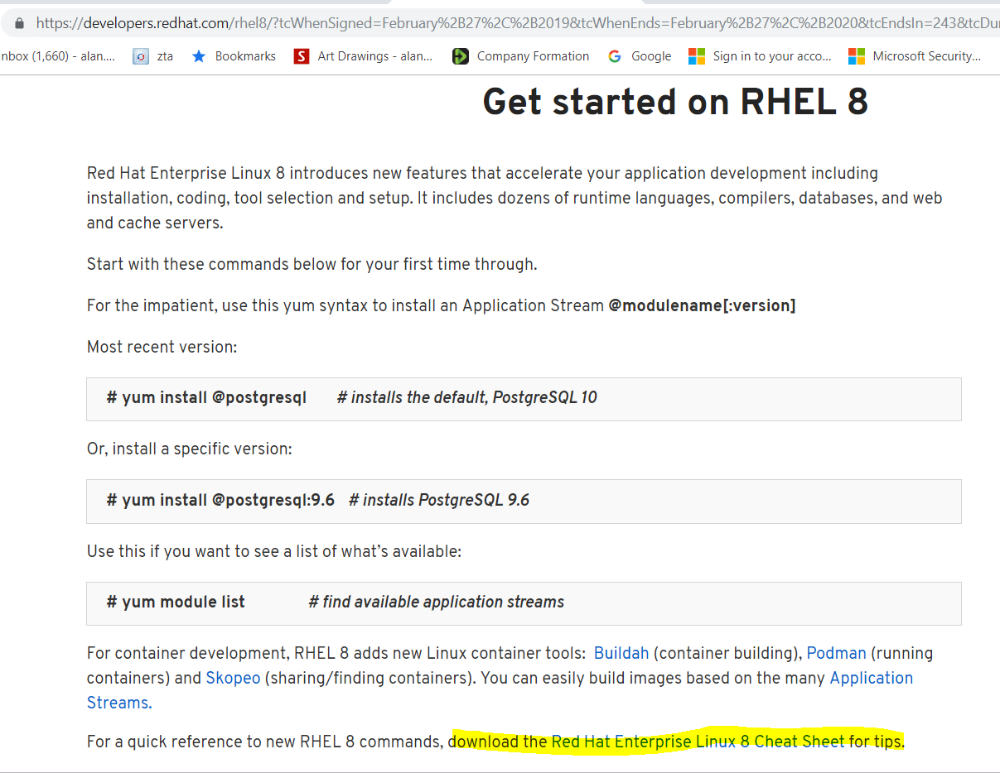 https://developers.redhat.com/rhel8/?tcWhenSigned=February%2B27%2C%2B2019&tcWhenEnds=February%2B27%2C%2B2020&tcEndsIn=243&tcDu
nbox (1,660) - alan.... zta Bookmarks S Art Drawings - alan... Company Formation G Google Sign in to your acco... Microsoft Security...
Get started on RHEL 8
Red Hat Enterprise Linux 8 introduces new features that accelerate your application development including
installation, coding, tool selection and setup. It includes dozens of runtime languages, compilers, databases, and web
and cache servers.
Start with these commands below for your first time through.
For the impatient, use this yum syntax to install an Application Stream @modulename[:version]
Most recent version:
# yum install @postgresql # installs the default, PostgreSQL 10
Or, install a specific version:
# yum install @postgresql:9.6 # installs PostgreSQL 9.6
Use this if you want to see a list of what’s available:
# yum module list # find available application streams
For container development, RHEL 8 adds new Linux container tools: Buildah (container building), Podman (running
containers) and Skopeo (sharing/finding containers). You can easily build images based on the many Application
Streams.
For a quick reference to new RHEL 8 commands, download the Red Hat Enterprise Linux 8 Cheat Sheet for tips.